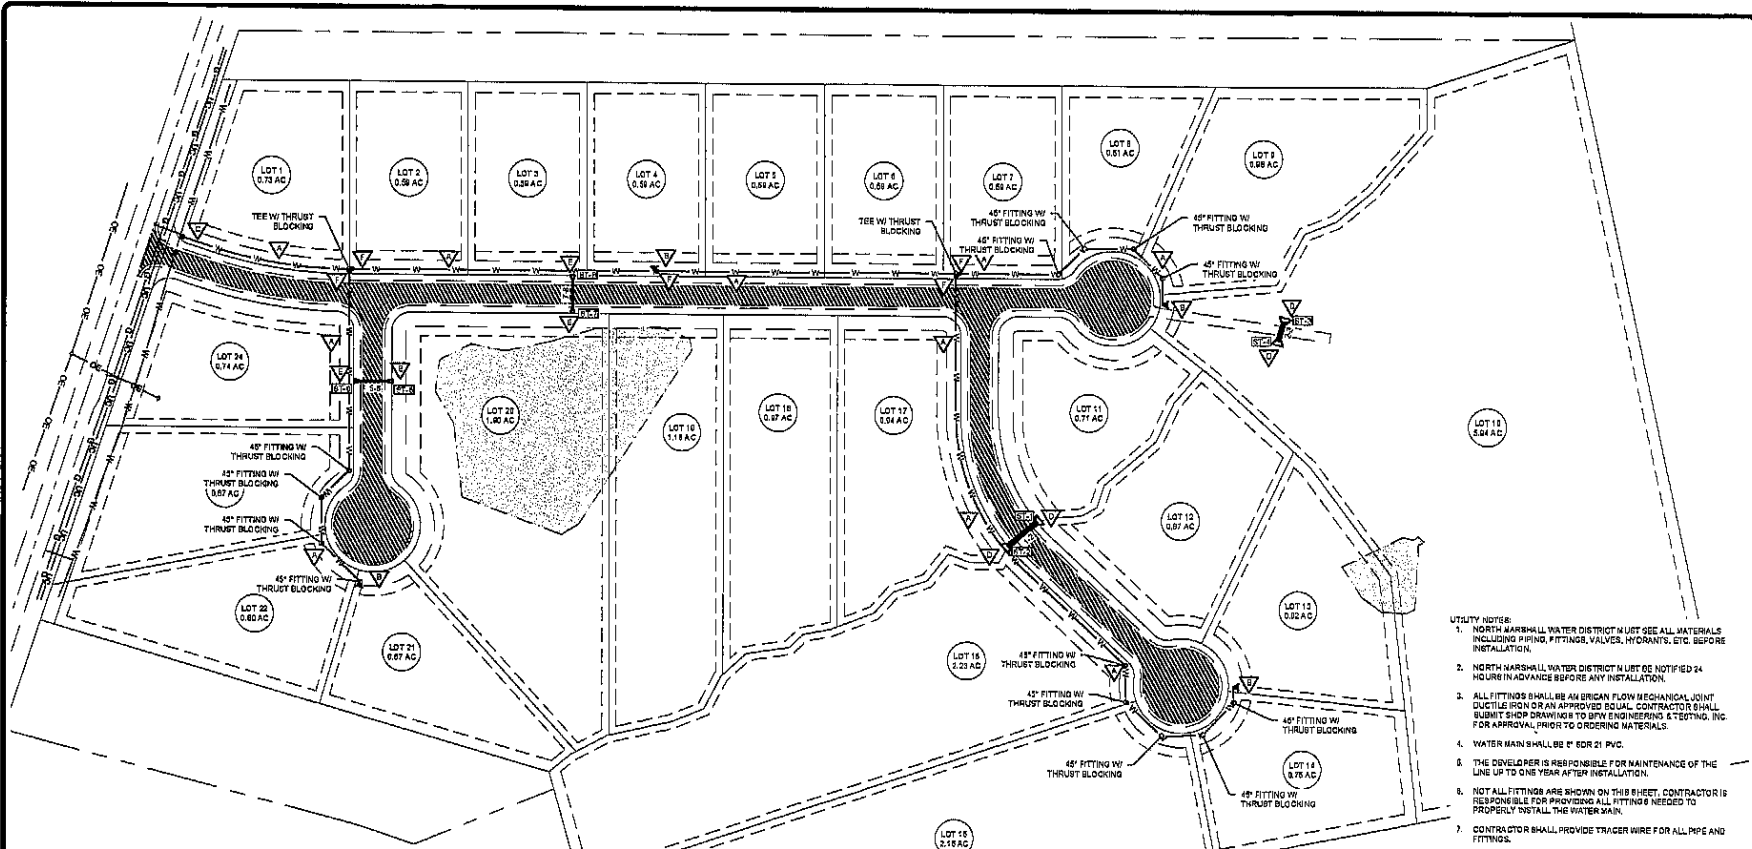 LOT 1
0.73 AC
LOT 2
0.59 AC
LOT 3
0.59 AC
LOT 4
0.59 AC
LOT 5
0.59 AC
LOT 6
0.59 AC
LOT 7
0.59 AC
LOT 8
0.51 AC
LOT 9
0.98 AC
TEE W/ THRUST
BLOCKING
TEE W/ THRUST
BLOCKING
45° FITTING W/
THRUST BLOCKING
45° FITTING W/
THRUST BLOCKING
45° FITTING W/
THRUST BLOCKING
45° FITTING W/
THRUST BLOCKING
LOT 24
0.74 AC
LOT 20
1.90 AC
LOT 19
1.18 AC
LOT 18
0.97 AC
LOT 17
0.94 AC
LOT 11
0.71 AC
LOT 10
5.94 AC
45° FITTING W/
THRUST BLOCKING
45° FITTING W/
THRUST BLOCKING
0.67 AC
45° FITTING W/
THRUST BLOCKING
45° FITTING W/
THRUST BLOCKING
LOT 12
0.87 AC
LOT 22
0.60 AC
LOT 21
0.67 AC
LOT 13
0.92 AC
LOT 16
2.23 AC
45° FITTING W/
THRUST BLOCKING
45° FITTING W/
THRUST BLOCKING
45° FITTING W/
THRUST BLOCKING
45° FITTING W/
THRUST BLOCKING
45° FITTING W/
THRUST BLOCKING
LOT 14
0.75 AC
LOT 15
2.15 AC
UTILITY NOTES:
1. NORTH MARSHALL WATER DISTRICT MUST SEE ALL MATERIALS
INCLUDING PIPING, FITTINGS, VALVES, HYDRANTS, ETC. BEFORE
INSTALLATION.
2. NORTH MARSHALL WATER DISTRICT MUST BE NOTIFIED 24
HOURS IN ADVANCE BEFORE ANY INSTALLATION.
3. ALL FITTINGS SHALL BE AMERICAN FLOW MECHANICAL JOINT
DUCTILE IRON OR AN APPROVED EQUAL. CONTRACTOR SHALL
SUBMIT SHOP DRAWINGS TO BFW ENGINEERING & TESTING, INC.
FOR APPROVAL PRIOR TO ORDERING MATERIALS.
4. WATER MAIN SHALL BE 6" SDR 21 PVC.
5. THE DEVELOPER IS RESPONSIBLE FOR MAINTENANCE OF THE
LINE UP TO ONE YEAR AFTER INSTALLATION.
6. NOT ALL FITTINGS ARE SHOWN ON THIS SHEET. CONTRACTOR IS
RESPONSIBLE FOR PROVIDING ALL FITTINGS NEEDED TO
PROPERLY INSTALL THE WATER MAIN.
7. CONTRACTOR SHALL PROVIDE TRACER WIRE FOR ALL PIPE AND
FITTINGS.